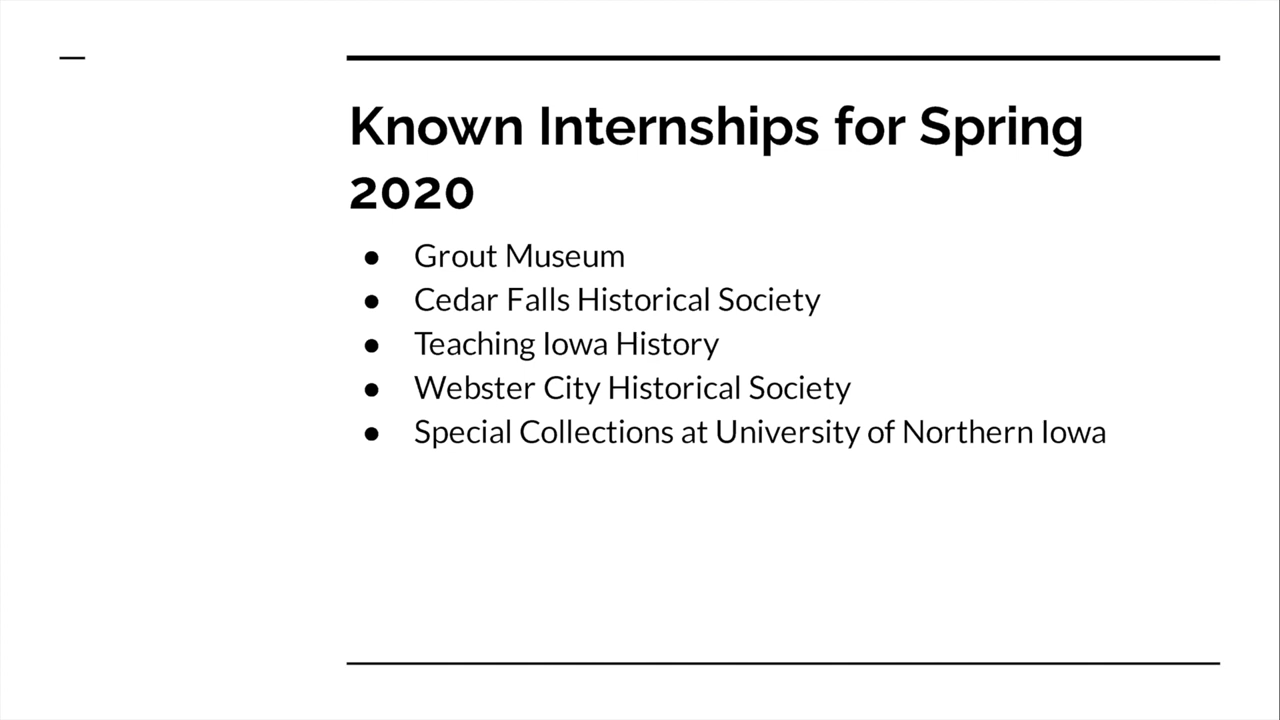 Known Internships for Spring
2020
● Grout Museum
● Cedar Falls Historical Society
● Teaching Iowa History
● Webster City Historical Society
● Special Collections at University of Northern Iowa